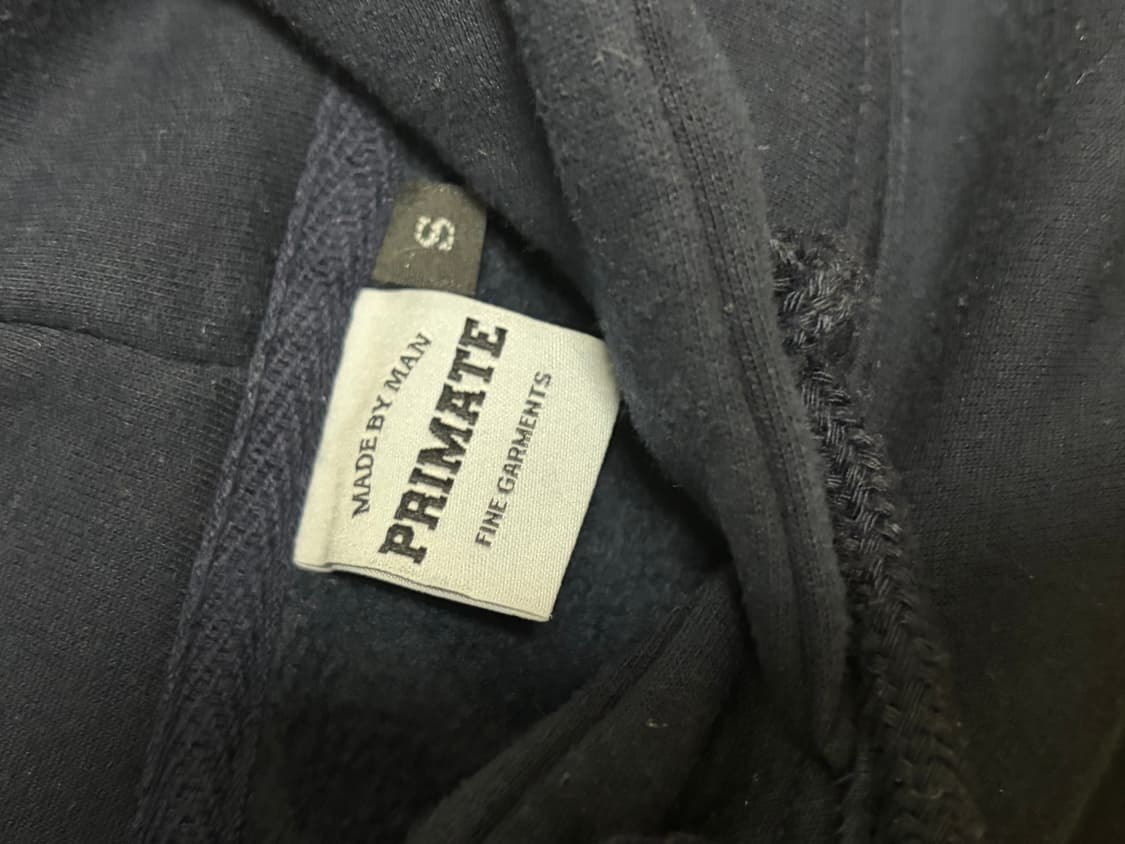 S
MADE BY MAN
PRIMATE
FINE GARMENTS